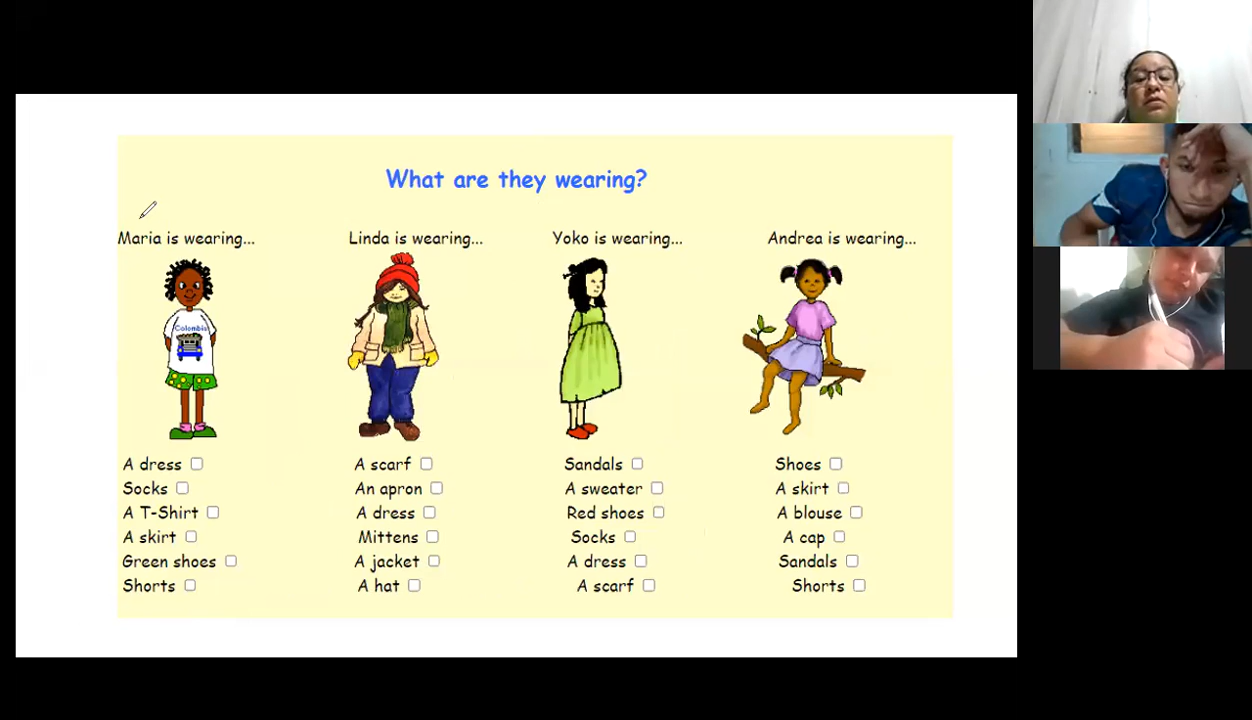 What are they wearing?
Maria is wearing...
Linda is wearing...
Yoko is wearing...
Andrea is wearing...
Colombia
A dress
Socks
A T-Shirt
A skirt
Green shoes
Shorts
A scarf
An apron
A dress
Mittens
A jacket
A hat
Sandals
A sweater
Red shoes
Socks
A dress
A scarf
Shoes
A skirt
A blouse
A cap
Sandals
Shorts